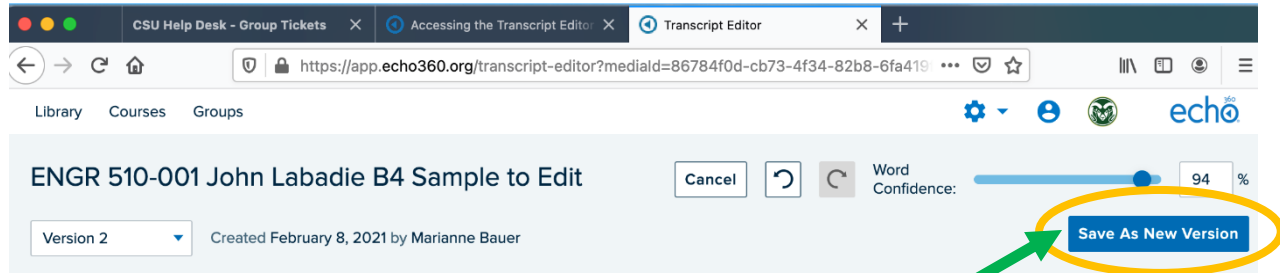 CSU Help Desk - Group Tickets
Accessing the Transcript Editor
Transcript Editor
https://app.echo360.org/transcript-editor?mediaId=86784f0d-cb73-4f34-82b8-6fa419
Library Courses Groups
echo360
ENGR 510-001 John Labadie B4 Sample to Edit
Cancel
Word
Confidence:
94 %
Version 2
Created February 8, 2021 by Marianne Bauer
Save As New Version